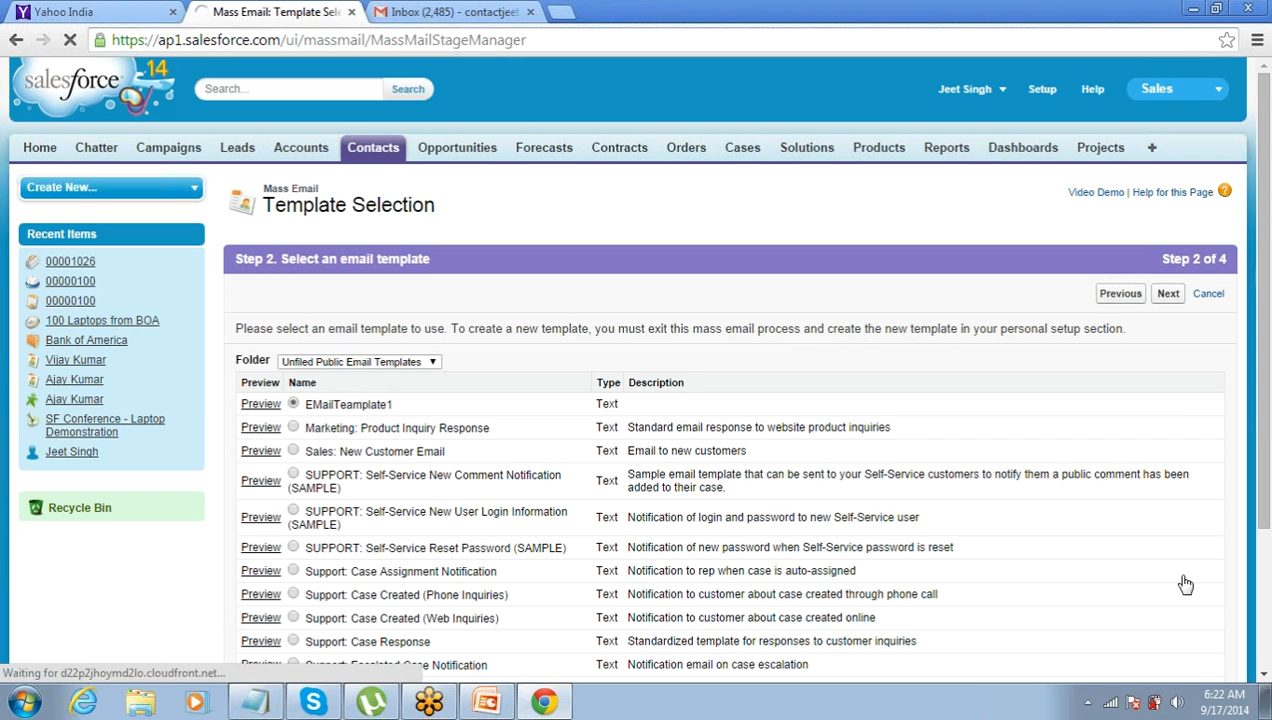 Yahoo India
Mass Email: Template Sele
Inbox (2,485) - contactjeet
https://ap1.salesforce.com/ui/massmail/MassMailStageManager
salesforce
14
Search...
Search
Jeet Singh
Setup
Help
Sales
Home
Chatter
Campaigns
Leads
Accounts
Contacts
Opportunities
Forecasts
Contracts
Orders
Cases
Solutions
Products
Reports
Dashboards
Projects
+
Create New...
Recent Items
00001026
00000100
00000100
100 Laptops from BOA
Bank of America
Vijay Kumar
Ajay Kumar
Ajay Kumar
SF Conference - Laptop
Demonstration
Jeet Singh
Recycle Bin
Mass Email
Template Selection
Video Demo | Help for this Page ?
Step 2. Select an email template
Step 2 of 4
Previous
Next
Cancel
Please select an email template to use. To create a new template, you must exit this mass email process and create the new template in your personal setup section.
Folder
Unfiled Public Email Templates
Preview Name Type Description
Preview EMailTeamplate1 Text
Preview Marketing: Product Inquiry Response Text Standard email response to website product inquiries
Preview Sales: New Customer Email Text Email to new customers
Preview SUPPORT: Self-Service New Comment Notification
(SAMPLE) Text Sample email template that can be sent to your Self-Service customers to notify them a public comment has been
added to their case.
Preview SUPPORT: Self-Service New User Login Information
(SAMPLE) Text Notification of login and password to new Self-Service user
Preview SUPPORT: Self-Service Reset Password (SAMPLE) Text Notification of new password when Self-Service password is reset
Preview Support: Case Assignment Notification Text Notification to rep when case is auto-assigned
Preview Support: Case Created (Phone Inquiries) Text Notification to customer about case created through phone call
Preview Support: Case Created (Web Inquiries) Text Notification to customer about case created online
Preview Support: Case Response Text Standardized template for responses to customer inquiries
Preview Support: Escalated Case Notification Text Notification email on case escalation
Waiting for d22p2jhoymd2lo.cloudfront.net...
6:22 AM
9/17/2014